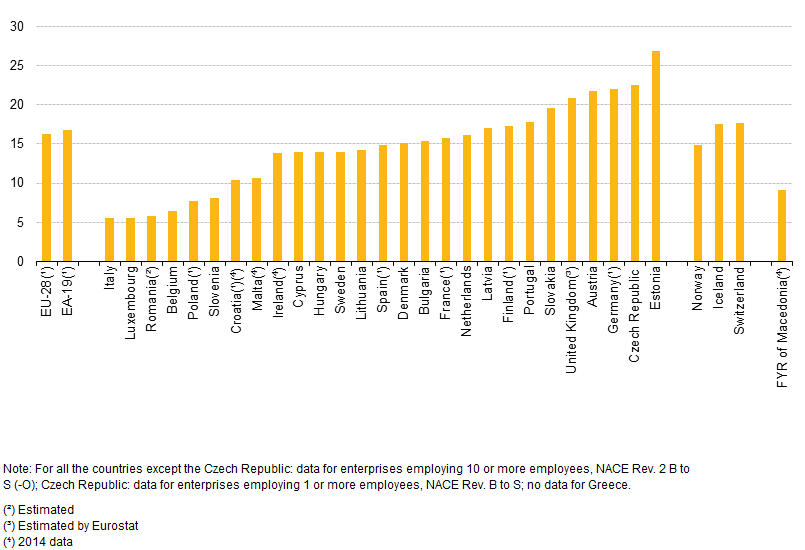 30
25
20
15
10
5
0
EU-28(¹)
EA-19(¹)
Italy
Luxembourg
Romania(²)
Belgium
Poland(¹)
Slovenia
Croatia(¹)(⁴)
Malta(⁴)
Ireland(⁴)
Cyprus
Hungary
Sweden
Lithuania
Spain(¹)
Denmark
Bulgaria
France(¹)
Netherlands
Latvia
Finland(¹)
Portugal
Slovakia
United Kingdom(³)
Austria
Germany(¹)
Czech Republic
Estonia
Norway
Iceland
Switzerland
FYR of Macedonia(⁴)
Note: For all the countries except the Czech Republic: data for enterprises employing 10 or more employees, NACE Rev. 2 B to
S (-O); Czech Republic: data for enterprises employing 1 or more employees, NACE Rev. B to S; no data for Greece.
(²) Estimated
(³) Estimated by Eurostat
(⁴) 2014 data